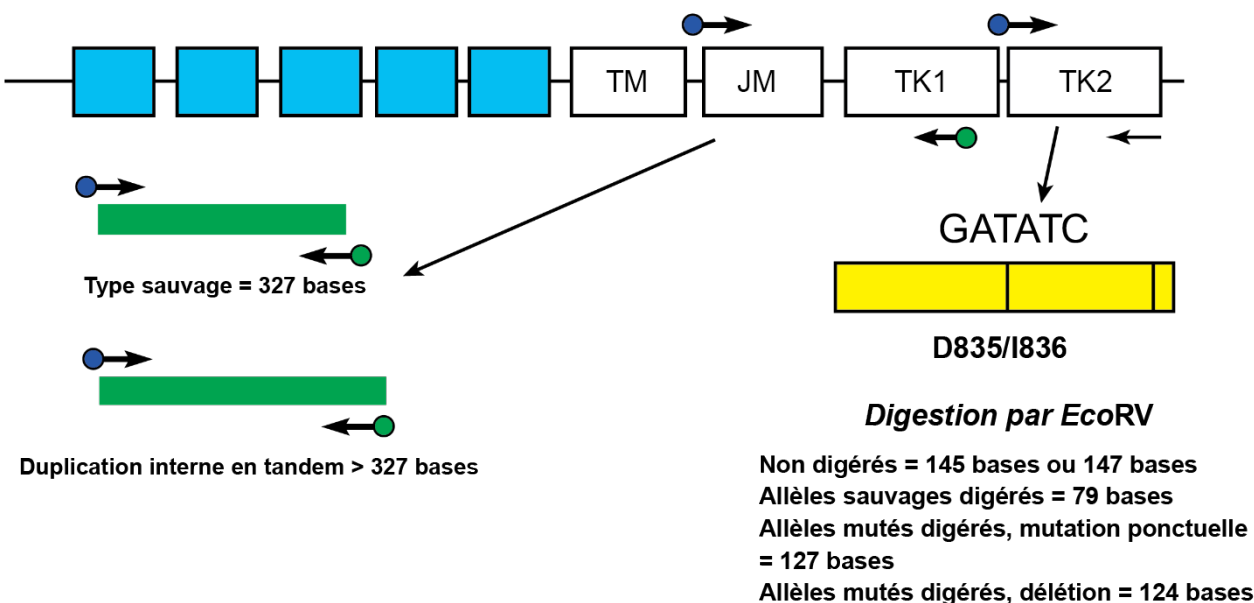 TM
JM
TK1
TK2
GATATC
Type sauvage = 327 bases
D835/I836
Digestion par EcoRV
Duplication interne en tandem > 327 bases
Non digérés = 145 bases ou 147 bases
Allèles sauvages digérés = 79 bases
Allèles mutés digérés, mutation ponctuelle
= 127 bases
Allèles mutés digérés, délétion = 124 bases